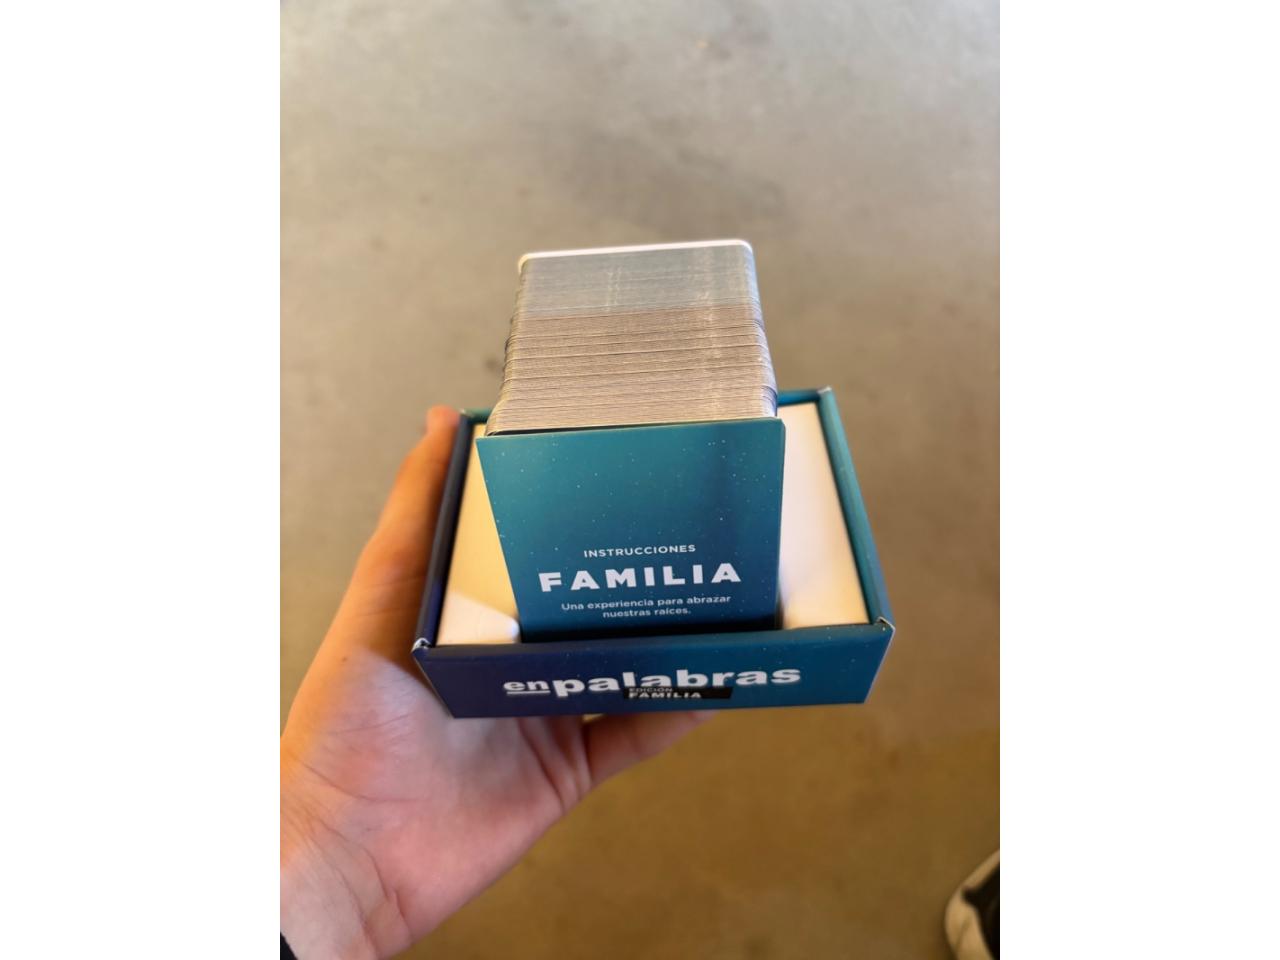 INSTRUCCIONES
FAMILIA
Una experiencia para abrazar
nuestras raíces.
enpalabras
EDICIÓN
FAMILIA